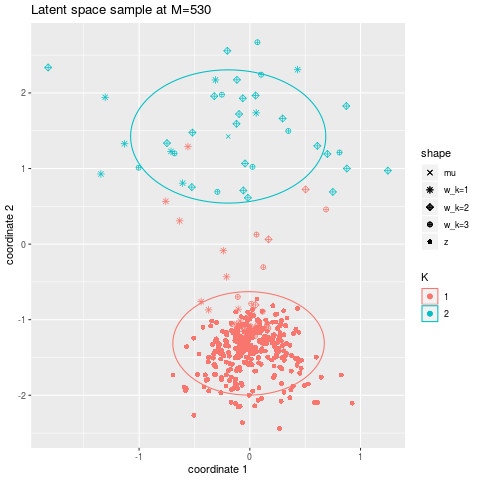 Latent space sample at M=530
coordinate 2
2
1
0
-1
-2
-1
0
1
coordinate 1
shape
mu
w_k=1
w_k=2
w_k=3
z
K
1
2